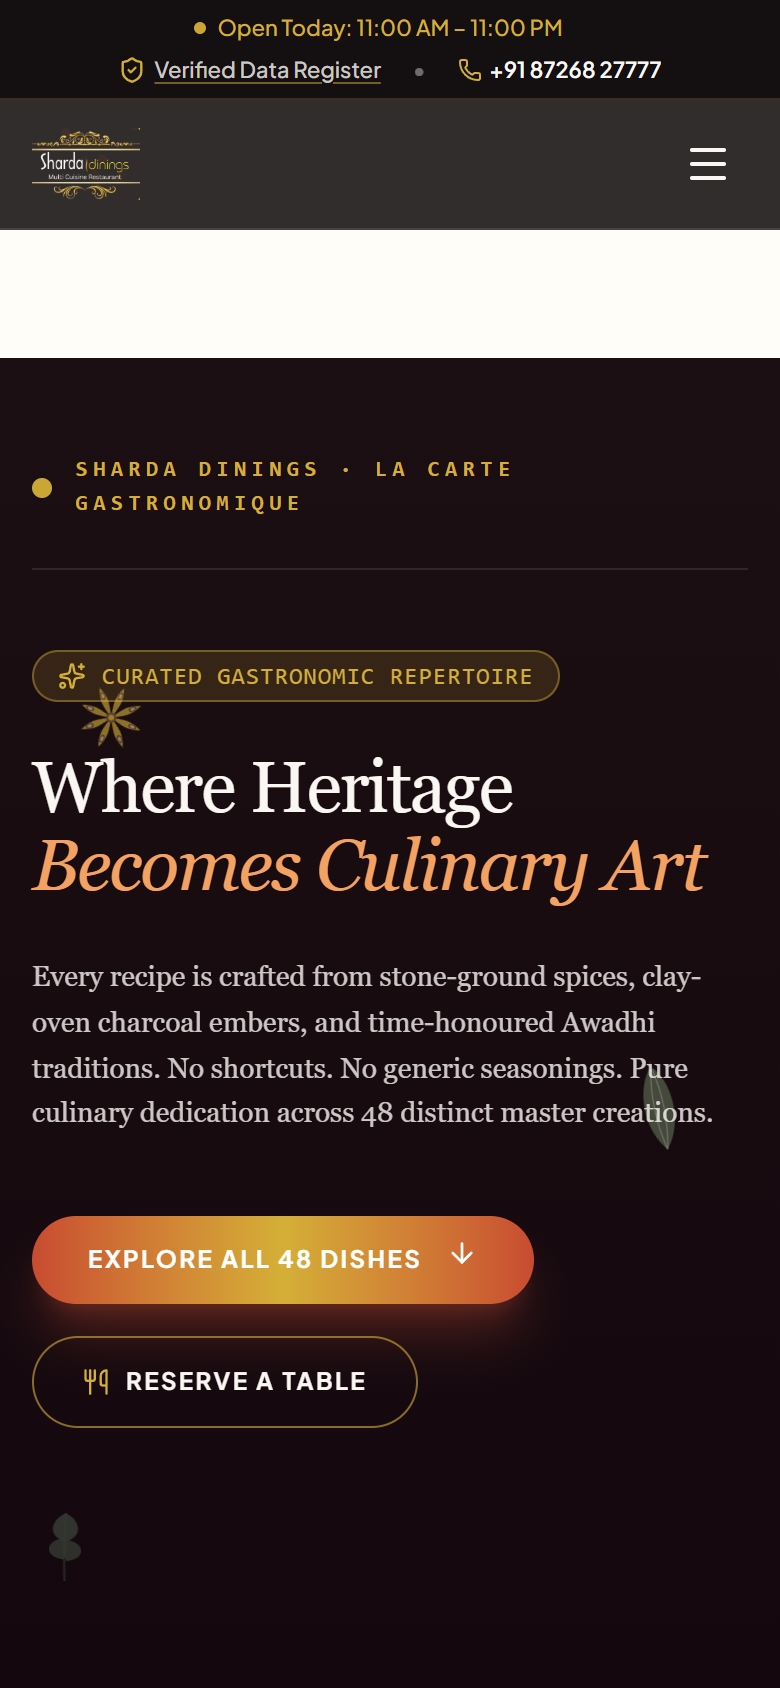 Open Today: 11:00 AM – 11:00 PM
Verified Data Register • +91 87268 27777
Sharda dinings
Multi Cuisine Restaurant
SHARDA DININGS · LA CARTE
GASTRONOMIQUE
CURATED GASTRONOMIC REPERTOIRE
Where Heritage
Becomes Culinary Art
Every recipe is crafted from stone-ground spices, clay-
oven charcoal embers, and time-honoured Awadhi
traditions. No shortcuts. No generic seasonings. Pure
culinary dedication across 48 distinct master creations.
EXPLORE ALL 48 DISHES
RESERVE A TABLE